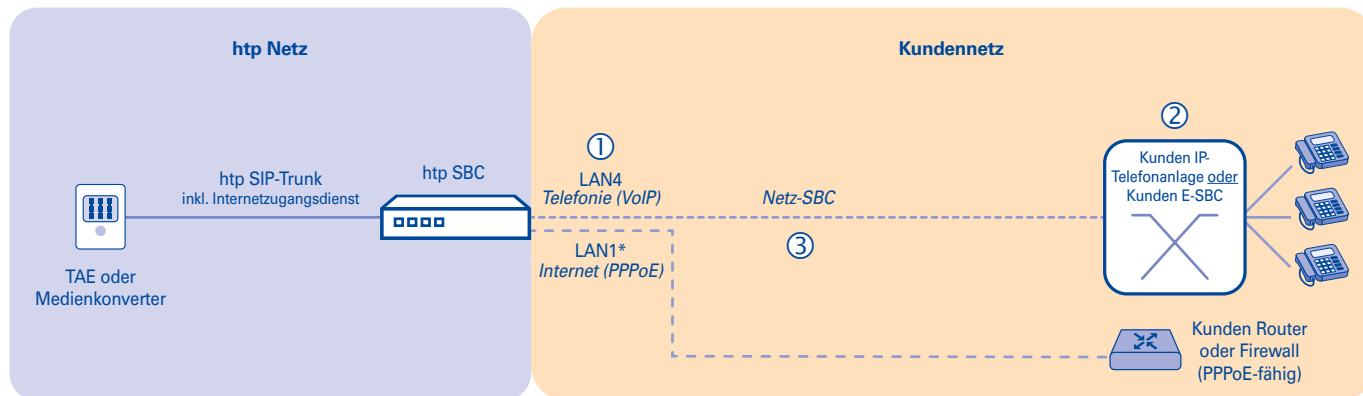 htp Netz
Kundennetz
TAE oder
Medienkonverter
htp SIP-Trunk
inkl. Internetzugangsdienst
htp SBC
①
LAN4
Telefonie (VoIP)
LAN1*
Internet (PPPoE)
Netz-SBC
③
②
Kunden IP-
Telefonanlage oder
Kunden E-SBC
Kunden Router
oder Firewall
(PPPoE-fähig)